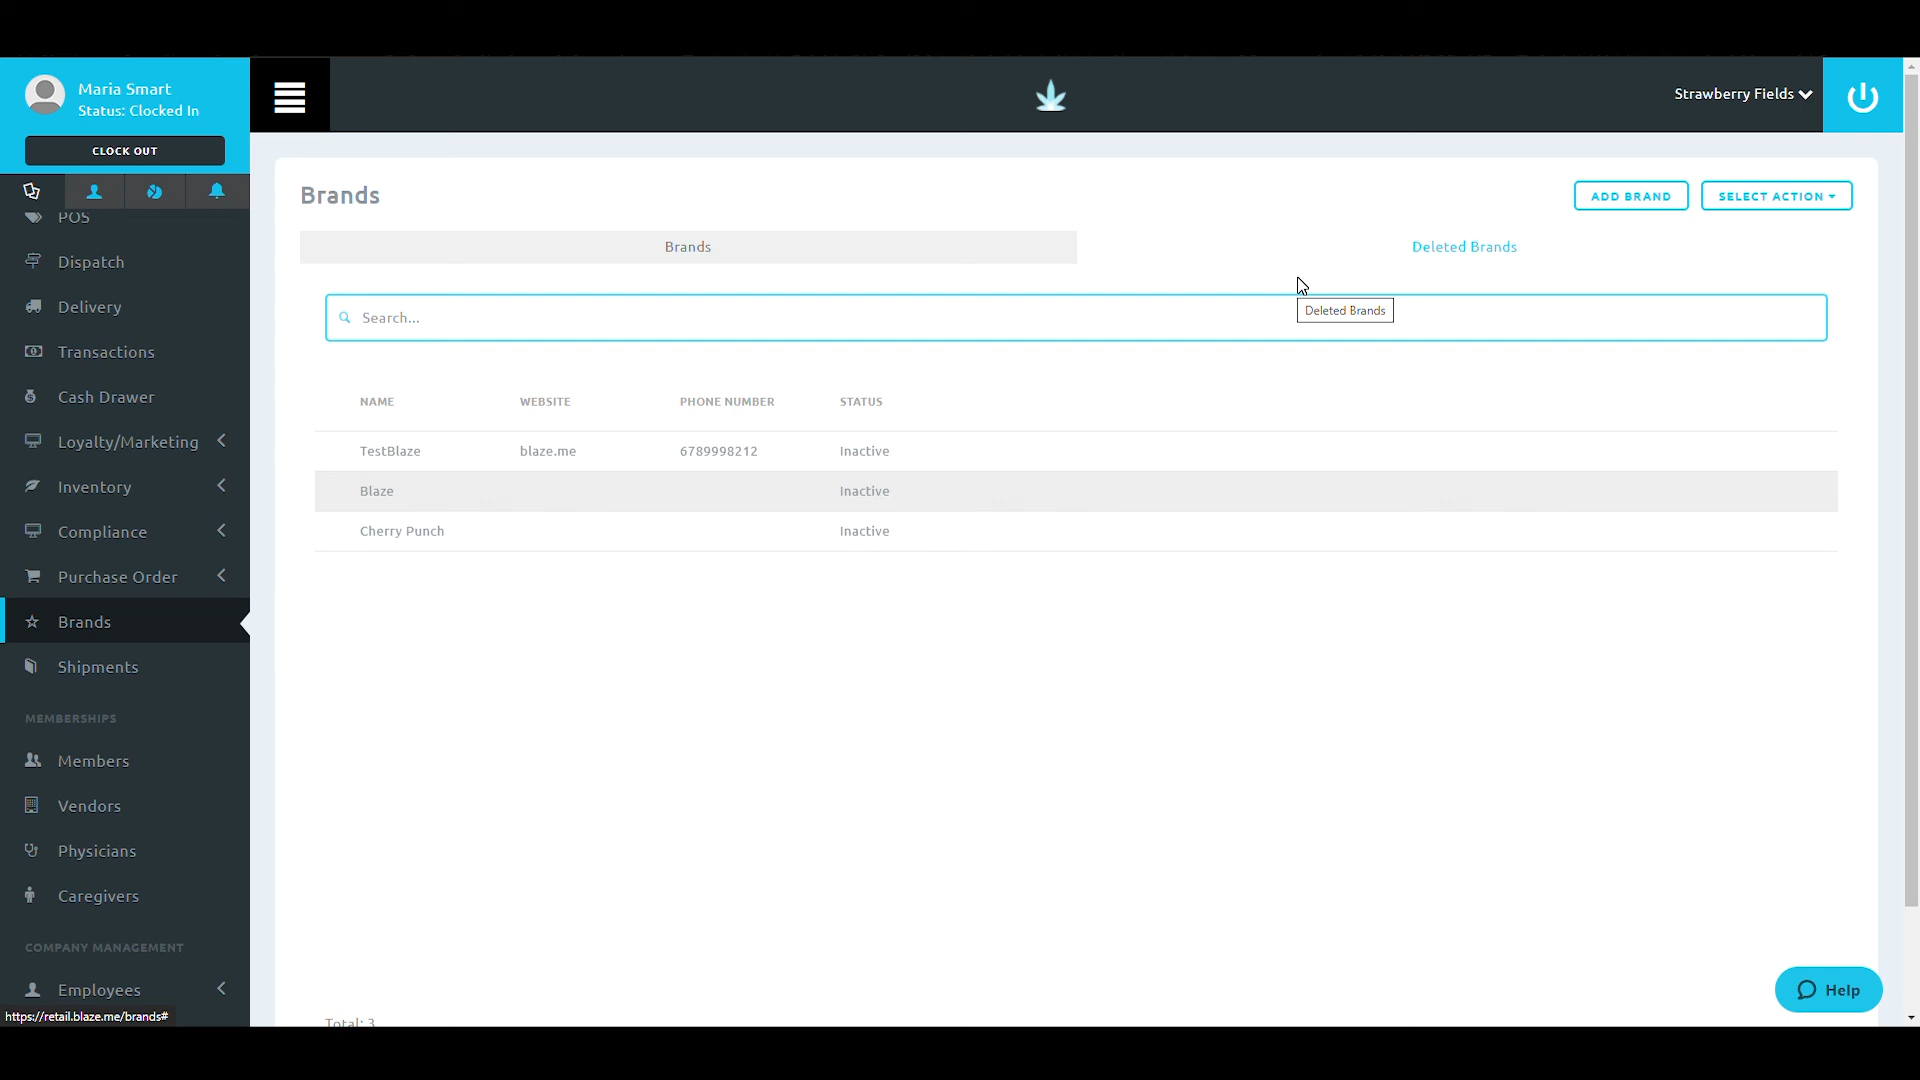 Maria Smart
Status: Clocked In
CLOCK OUT
Strawberry Fields
POS
Dispatch
Delivery
Transactions
Cash Drawer
Loyalty/Marketing
Inventory
Compliance
Purchase Order
Brands
Shipments
MEMBERSHIPS
Members
Vendors
Physicians
Caregivers
COMPANY MANAGEMENT
Employees
https://retail.blaze.me/brands#
Brands
ADD BRAND
SELECT ACTION
Brands
Deleted Brands
Search...
Deleted Brands
NAME WEBSITE PHONE NUMBER STATUS
TestBlaze blaze.me 6789998212 Inactive
Blaze Inactive
Cherry Punch Inactive
Total: 3
Help